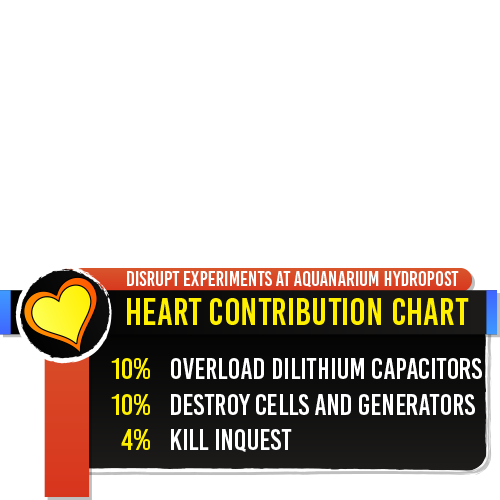 DISRUPT EXPERIMENTS AT AQUANARIUM HYDROPOST
HEART CONTRIBUTION CHART
10% OVERLOAD DILITHIUM CAPACITORS
10% DESTROY CELLS AND GENERATORS
4% KILL INQUEST